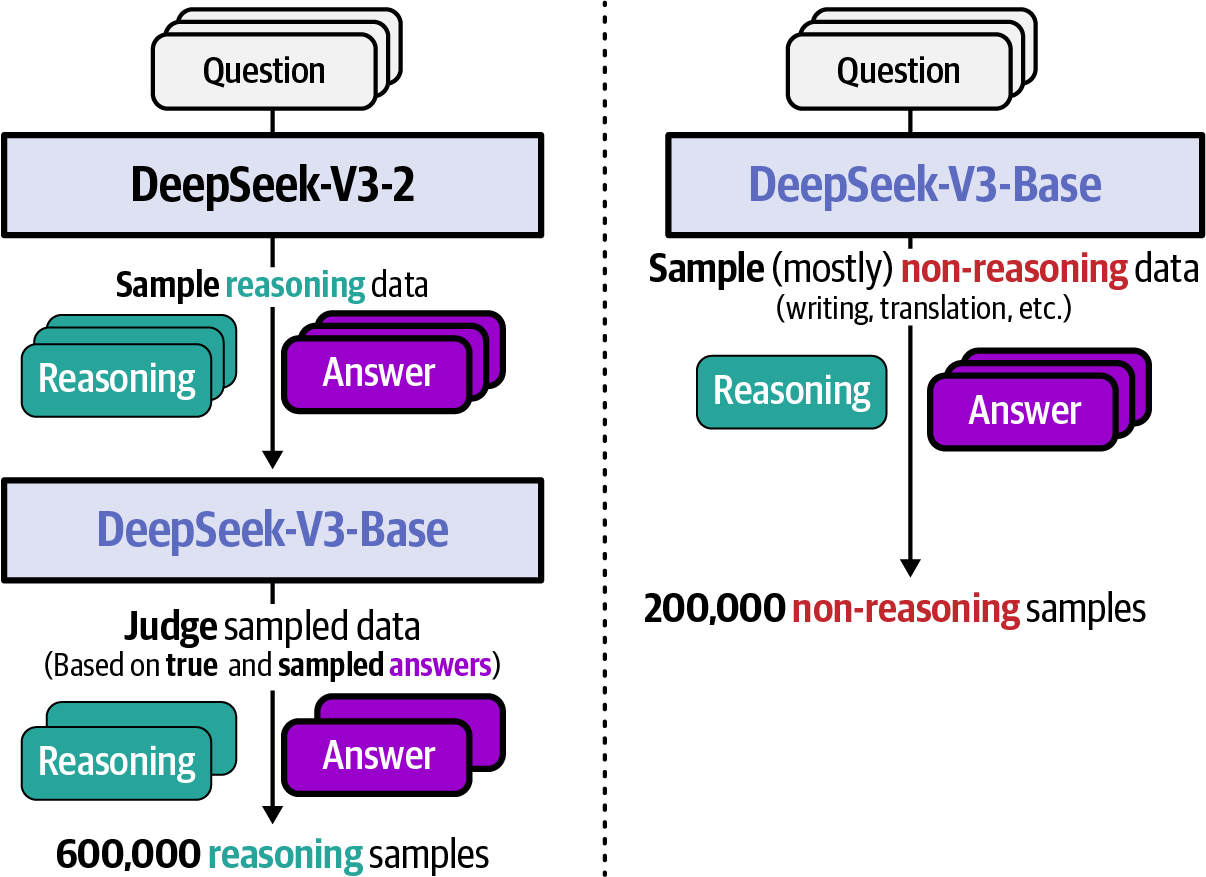 Question
DeepSeek-V3-2
Sample reasoning data
Reasoning
Answer
DeepSeek-V3-Base
Judge sampled data
(Based on true and sampled answers)
Reasoning
Answer
600,000 reasoning samples
Question
DeepSeek-V3-Base
Sample (mostly) non-reasoning data
(writing, translation, etc.)
Reasoning
Answer
200,000 non-reasoning samples